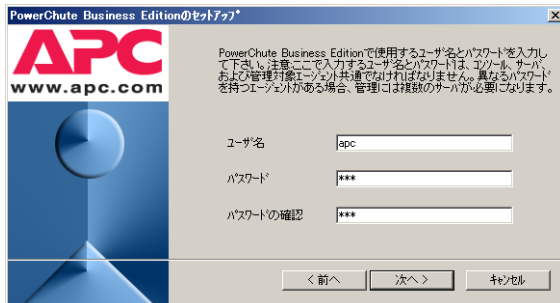 PowerChute Business Editionのｾｯﾄｱｯﾌﾟ
APC
www.apc.com
PowerChute Business Editionで使用するﾕｰｻﾞ名とﾊﾟｽﾜｰﾄﾞを入力し
て下さい｡注意:ここで入力するﾕｰｻﾞ名とﾊﾟｽﾜｰﾄﾞは､ｺﾝｿｰﾙ､ｻｰﾊﾞ､
および管理対象ｴｰｼﾞｪﾝﾄ共通でなければなりません｡異なるﾊﾟｽﾜｰﾄﾞ
を持つｴｰｼﾞｪﾝﾄがある場合､管理には複数のｻｰﾊﾞが必要になります｡
ﾕｰｻﾞ名
apc
ﾊﾟｽﾜｰﾄﾞ
***
ﾊﾟｽﾜｰﾄﾞの確認
***
< 前へ
次へ >
ｷｬﾝｾﾙ